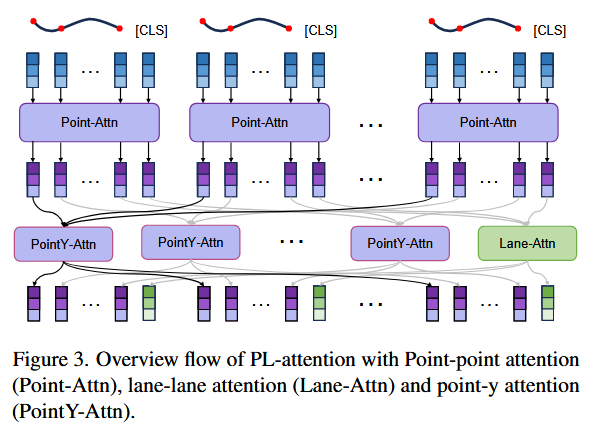 [CLS] [CLS] [CLS]
... ... ...
Point-Attn Point-Attn ... Point-Attn
... ... ...
PointY-Attn PointY-Attn ... PointY-Attn Lane-Attn
... ... ... ...
Figure 3. Overview flow of PL-attention with Point-point attention
(Point-Attn), lane-lane attention (Lane-Attn) and point-y attention
(PointY-Attn).